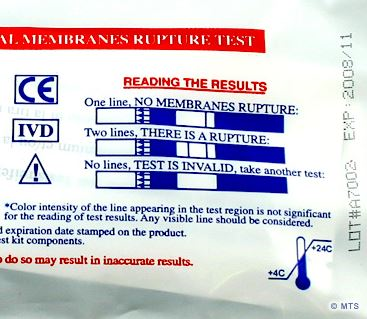 AL MEMBRANES RUPTURE TEST
CE
IVD
READING THE RESULTS
One line, NO MEMBRANES RUPTURE:
Two lines, THERE IS A RUPTURE:
No lines, TEST IS INVALID, take another test:
*Color intensity of the line appearing in the test region is not significant
for the reading of test results. Any visible line should be considered.
d expiration date stamped on the product.
est kit components.
o do so may result in inaccurate results.
+24C
+4C
LOT#A7002 EXP:2008/11
© MTS